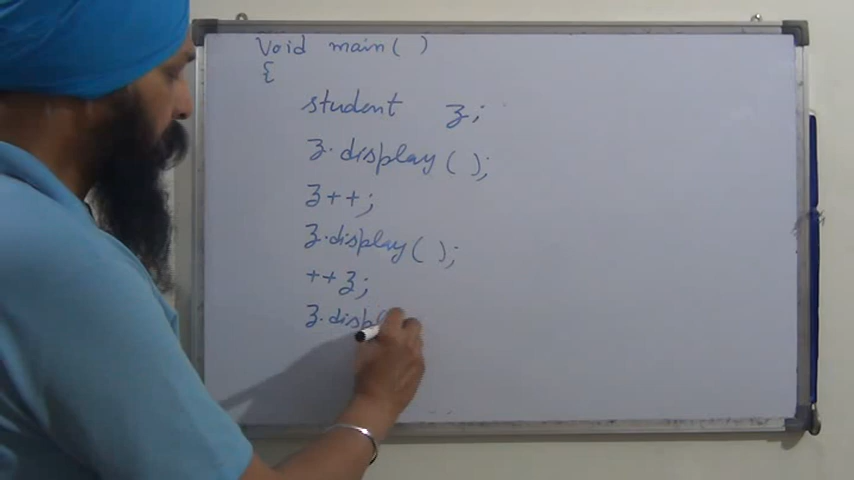 Void main( )
{
student z;
z.display( );
z++;
z.display( );
++z;
z.disp